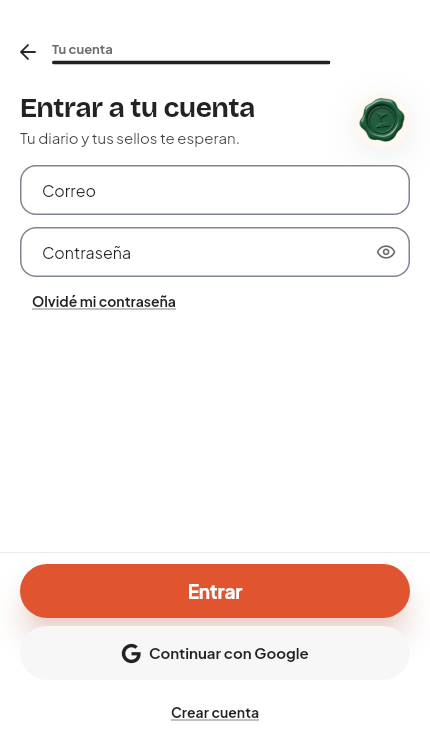 Tu cuenta
Entrar a tu cuenta
Tu diario y tus sellos te esperan.
Correo
Contraseña
Olvidé mi contraseña
Entrar
Continuar con Google
Crear cuenta